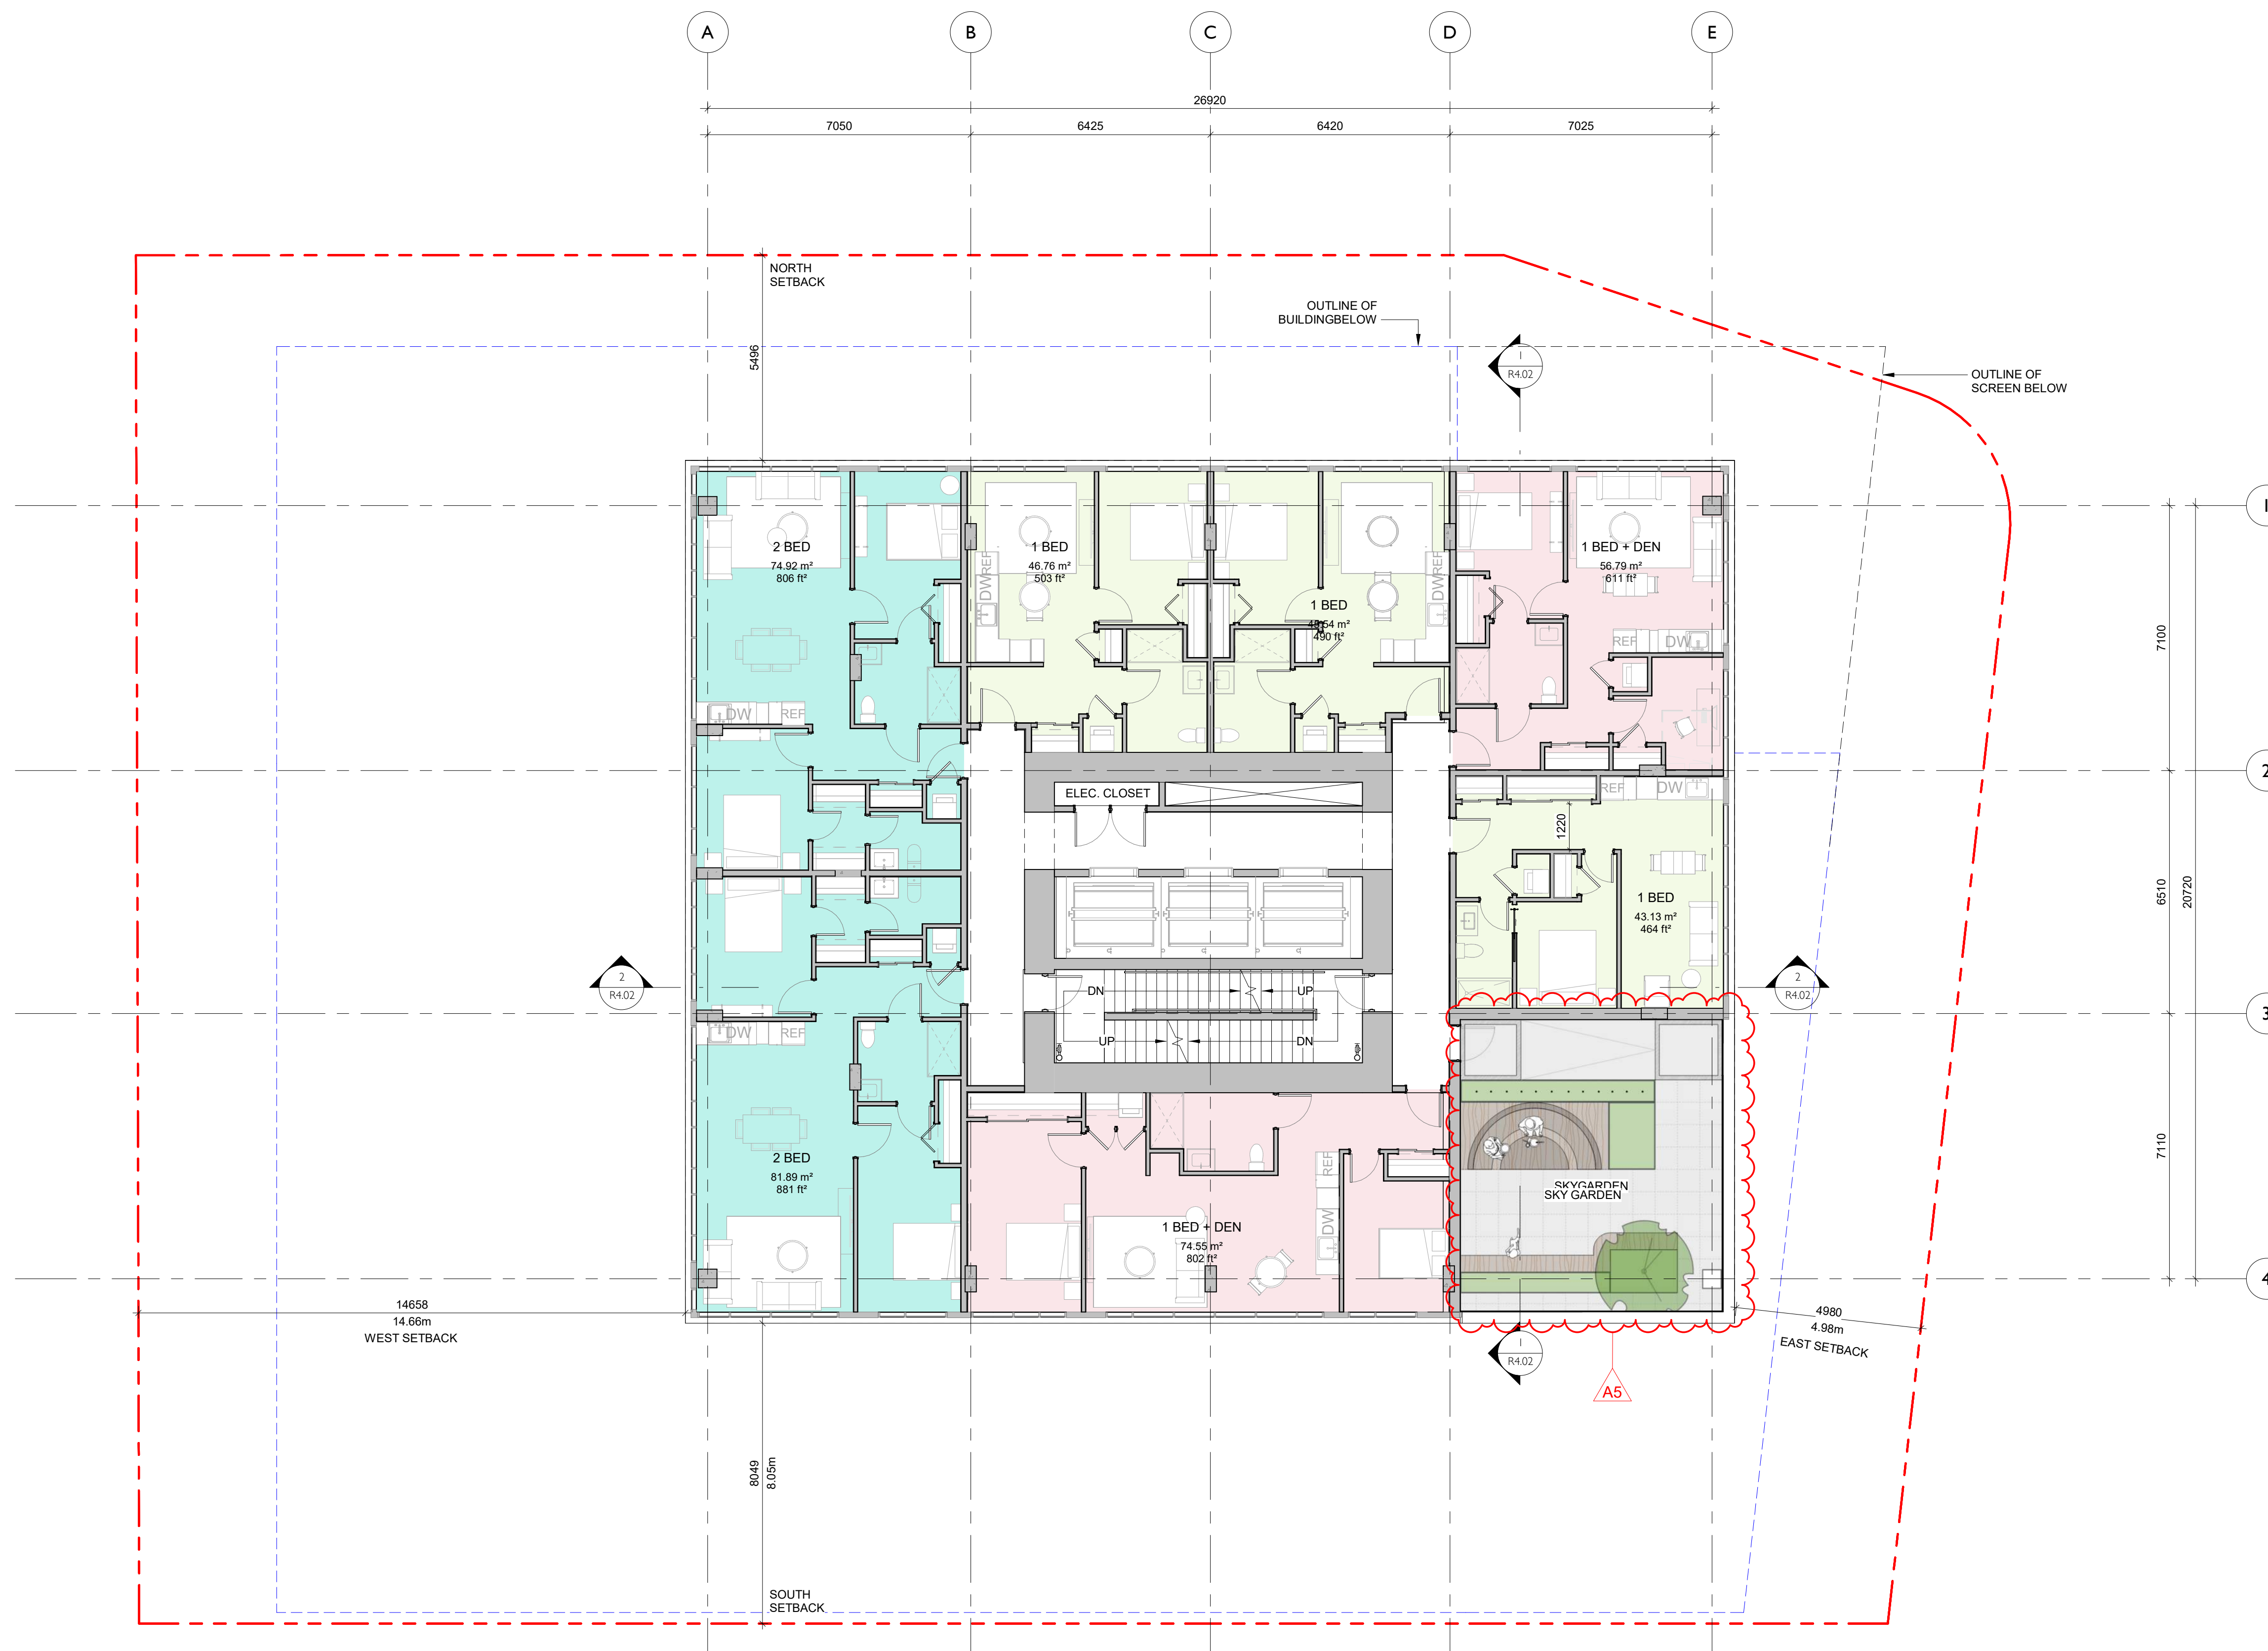 A
B
C
D
E
26920
7050
6425
6420
7025
NORTH
SETBACK
OUTLINE OF
BUILDINGBELOW
5496
R4.02
OUTLINE OF
SCREEN BELOW
1
2 BED
74.92 m²
806 ft²
1 BED
46.76 m²
503 ft²
1 BED + DEN
56.79 m²
611 ft²
REF
DW
1 BED
490 ft²
REF
DW
REF
DW
7100
DW
REF
2
ELEC. CLOSET
REF
DW
1220
6510
20720
1 BED
43.13 m²
464 ft²
2
R4.02
2
R4.02
DN
UP
3
DW
REF
UP
DN
2 BED
81.89 m²
881 ft²
REF
DW
7110
SKYGARDEN
SKY GARDEN
1 BED + DEN
74.55 m²
802 ft²
4
14658
14.66m
WEST SETBACK
4980
4.98m
EAST SETBACK
R4.02
A5
8049
8.05m
SOUTH
SETBACK